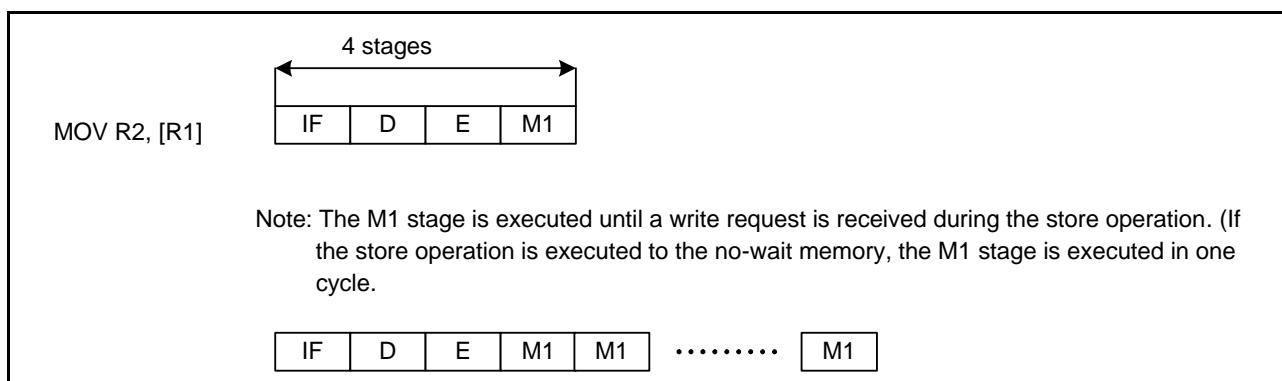 4 stages
MOV R2, [R1]
IF D E M1
Note: The M1 stage is executed until a write request is received during the store operation. (If
the store operation is executed to the no-wait memory, the M1 stage is executed in one
cycle.
IF D E M1 M1 ......... M1